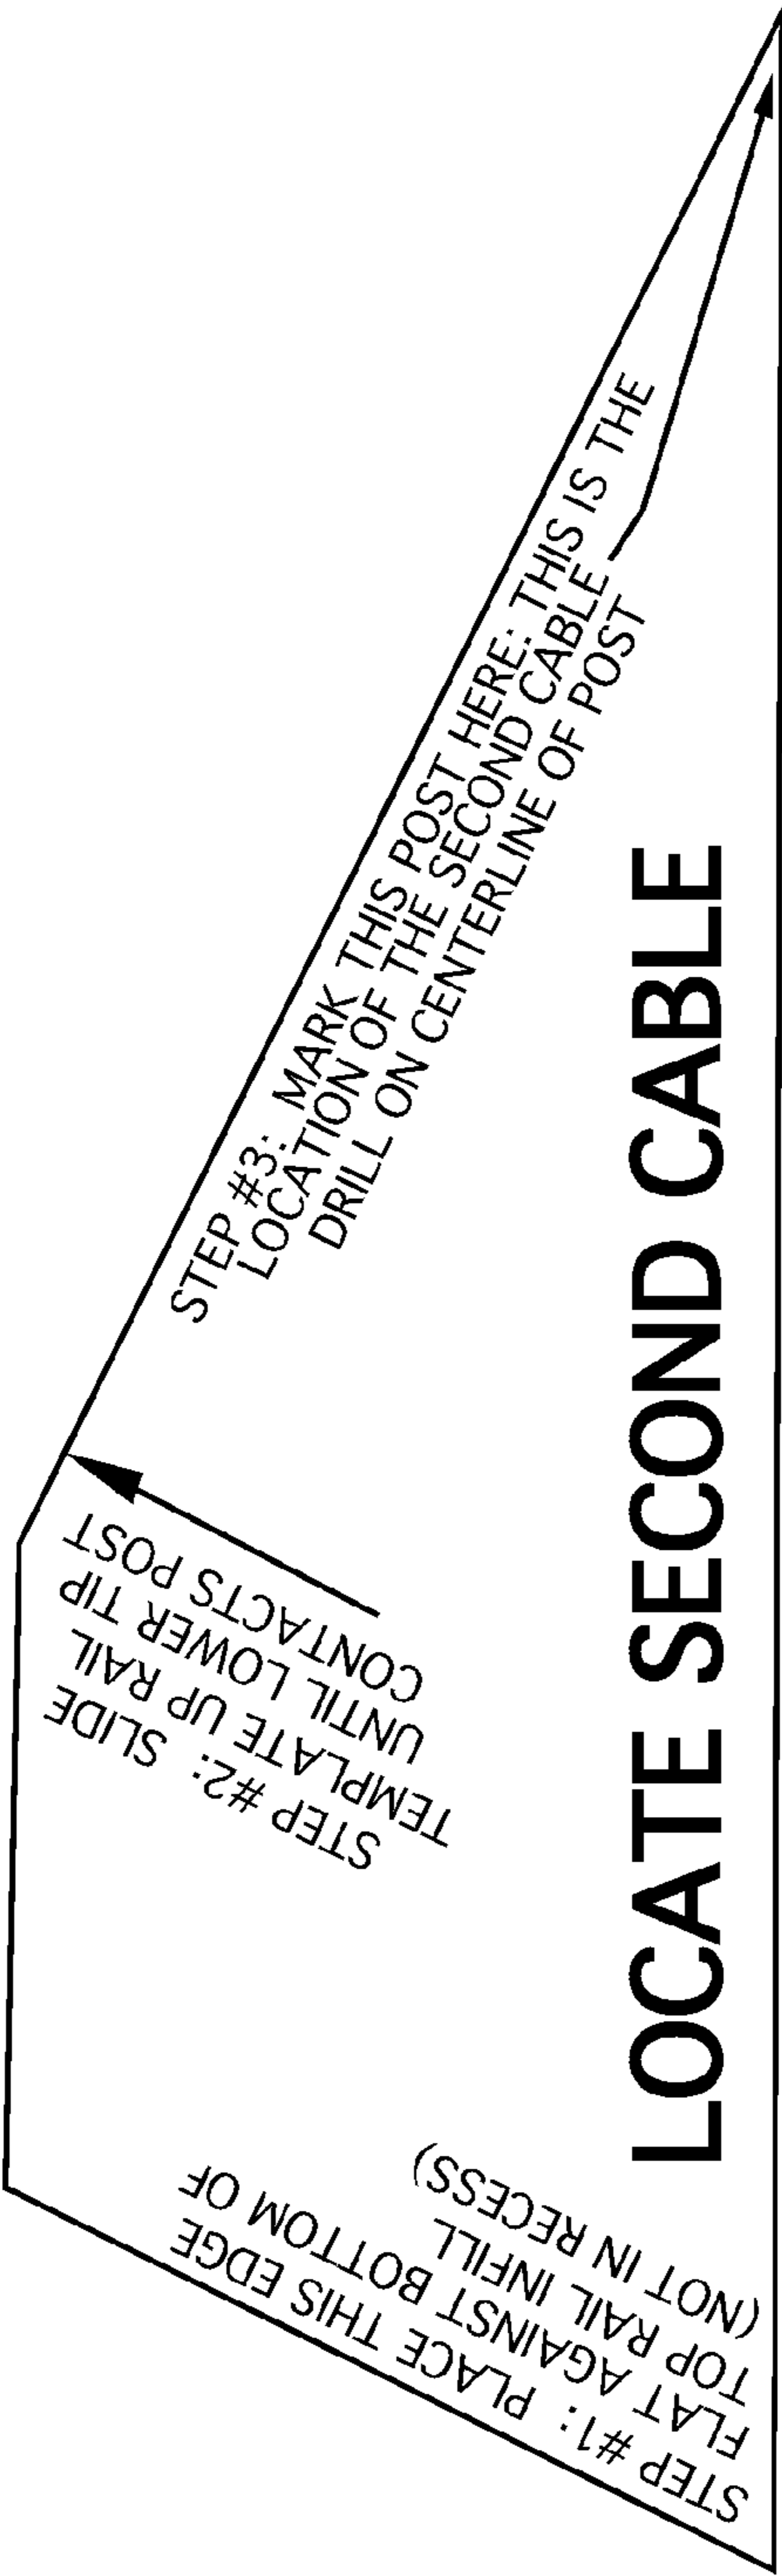 STEP #1: PLACE THIS EDGE
FLAT AGAINST BOTTOM OF
TOP RAIL INFILL
(NOT IN RECESS)
STEP #2: SLIDE
TEMPLATE UP RAIL
UNTIL LOWER TIP
CONTACTS POST
STEP #3: MARK THIS POST HERE: THIS IS THE
LOCATION OF THE SECOND CABLE
DRILL ON CENTERLINE OF POST
LOCATE SECOND CABLE